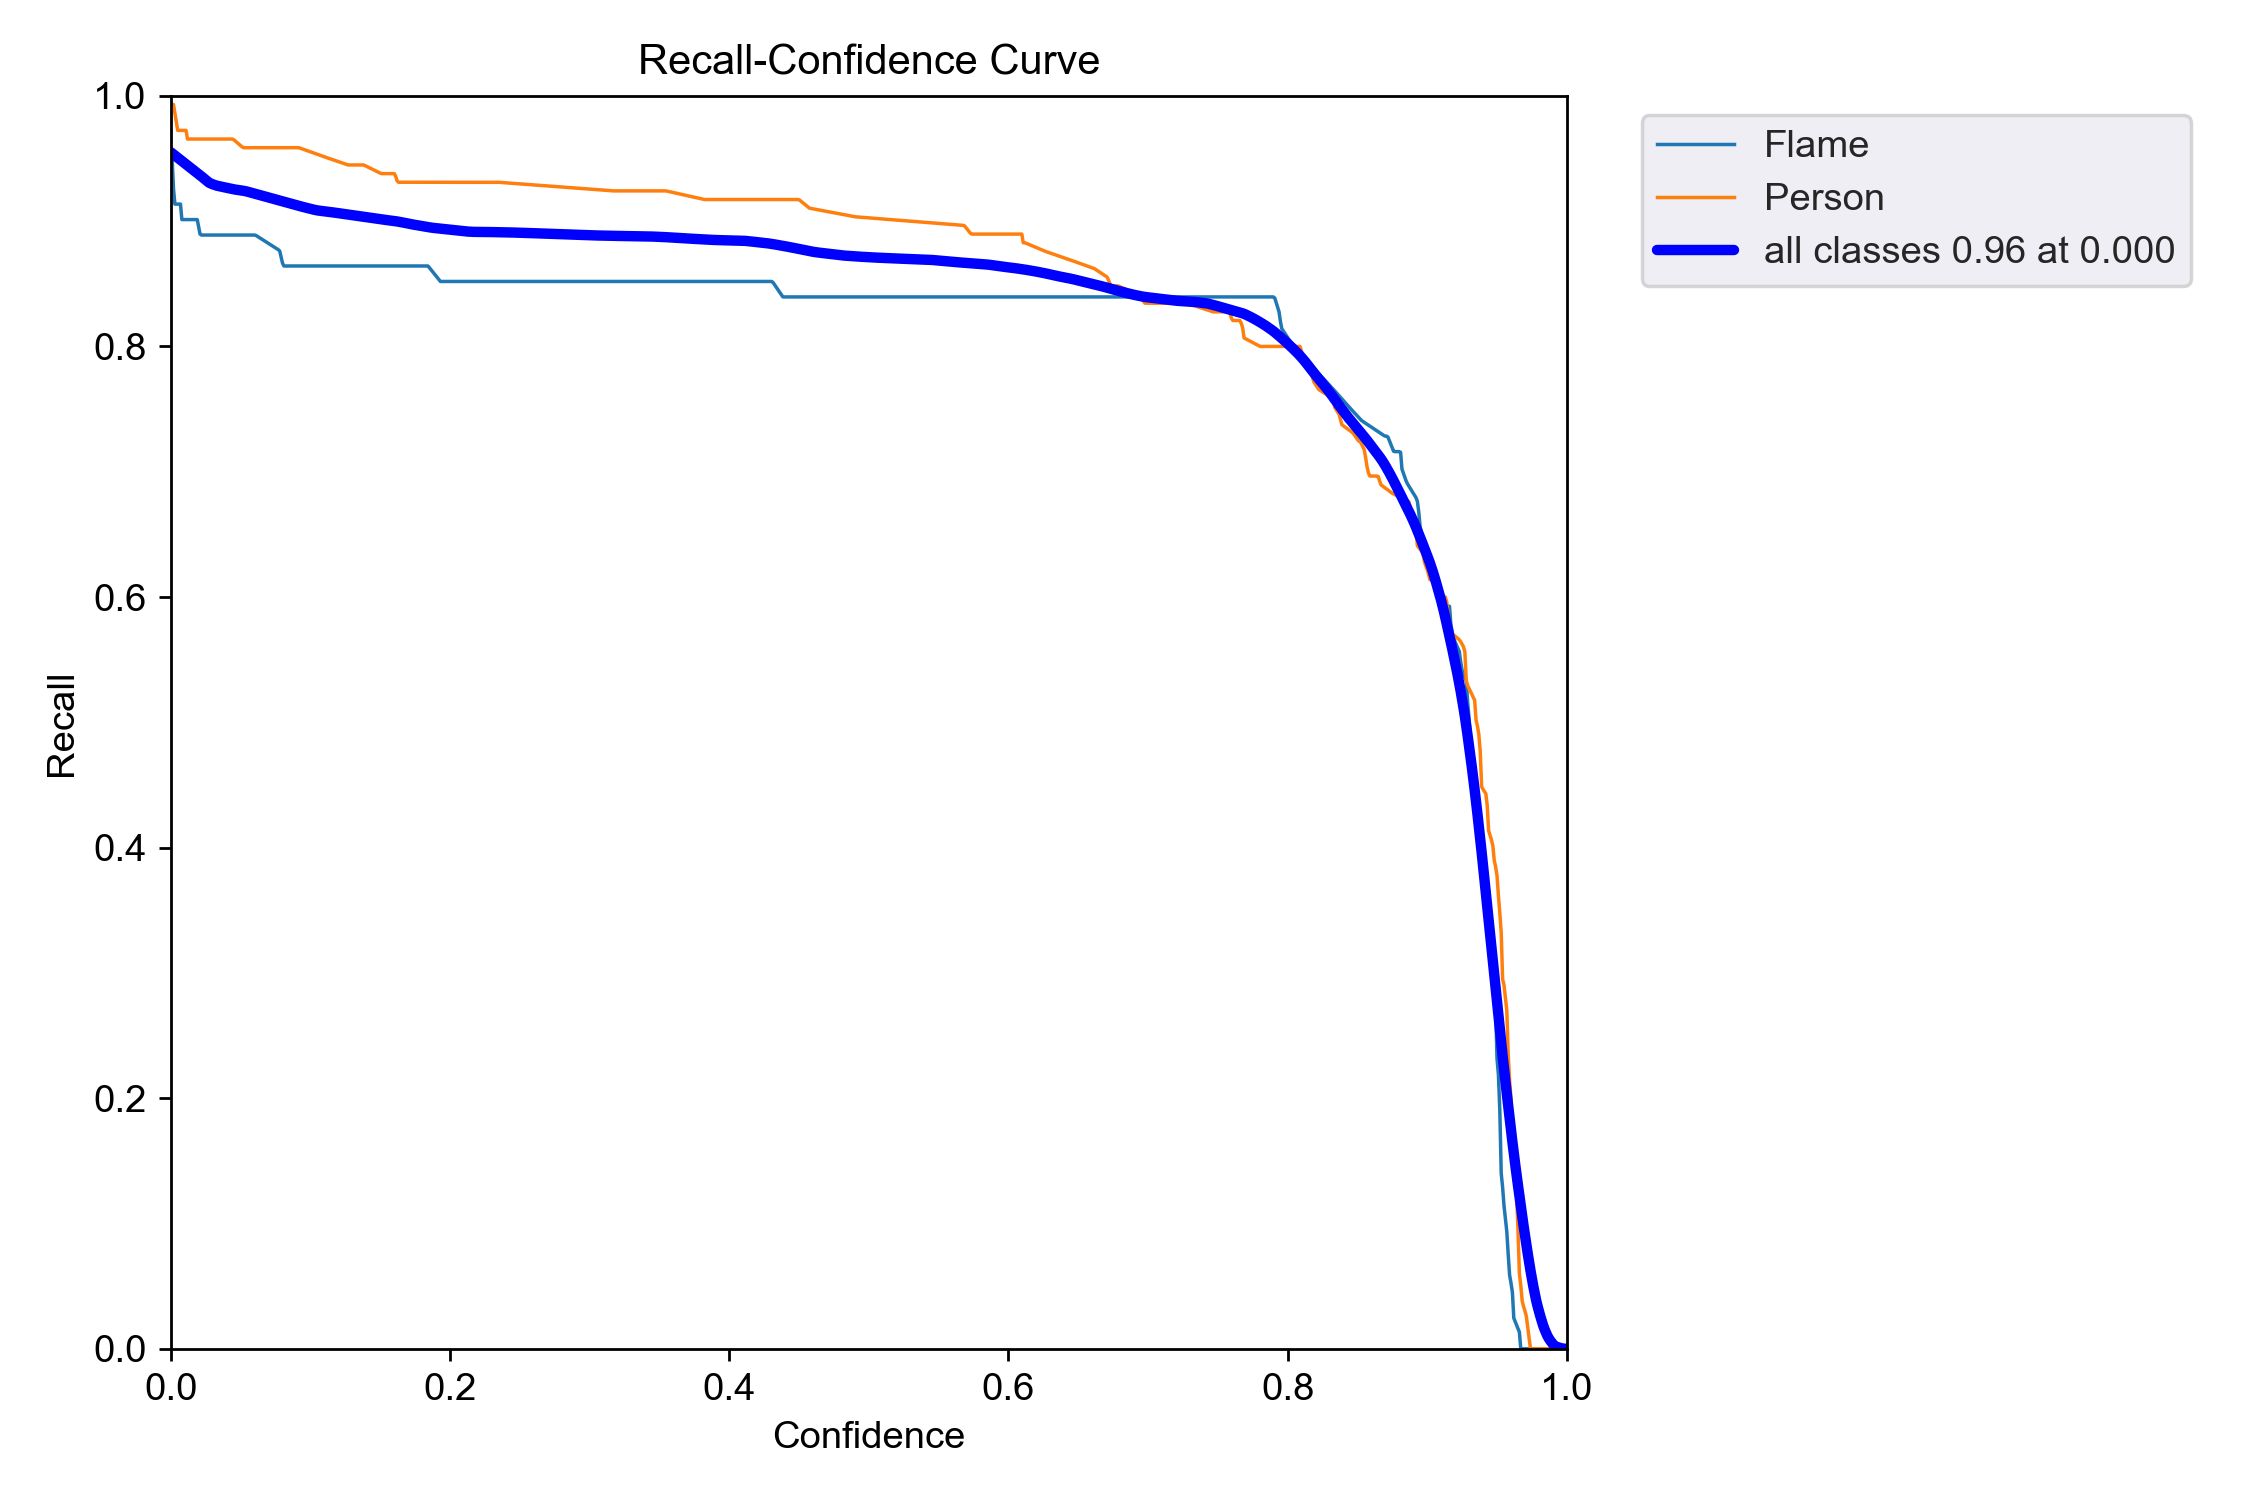 Recall-Confidence Curve
1.0
0.8
0.6
0.4
0.2
0.0
Recall
0.0 0.2 0.4 0.6 0.8 1.0
Confidence
Flame
Person
all classes 0.96 at 0.000